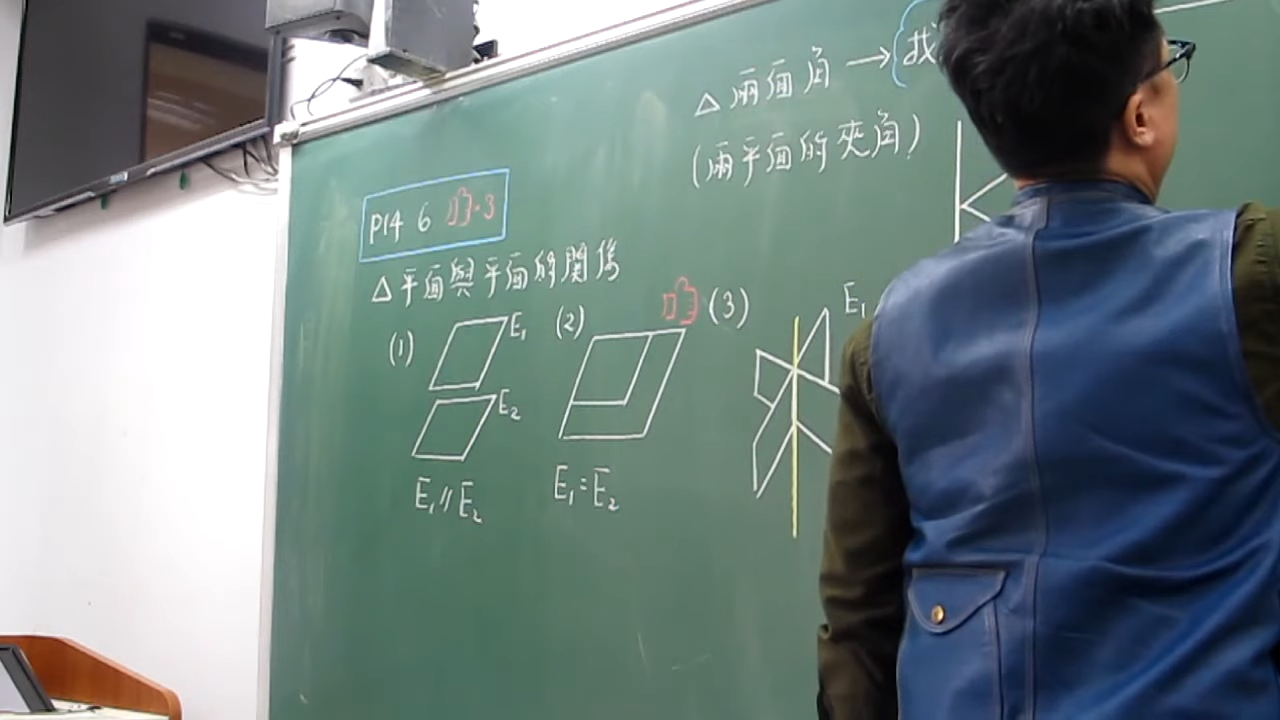 △兩面角→找
(兩平面的夾角)
P14 6 -3
△平面與平面的關係
(1) E₁ E₂ E₁∥E₂
(2) E₁=E₂
(3) E₁